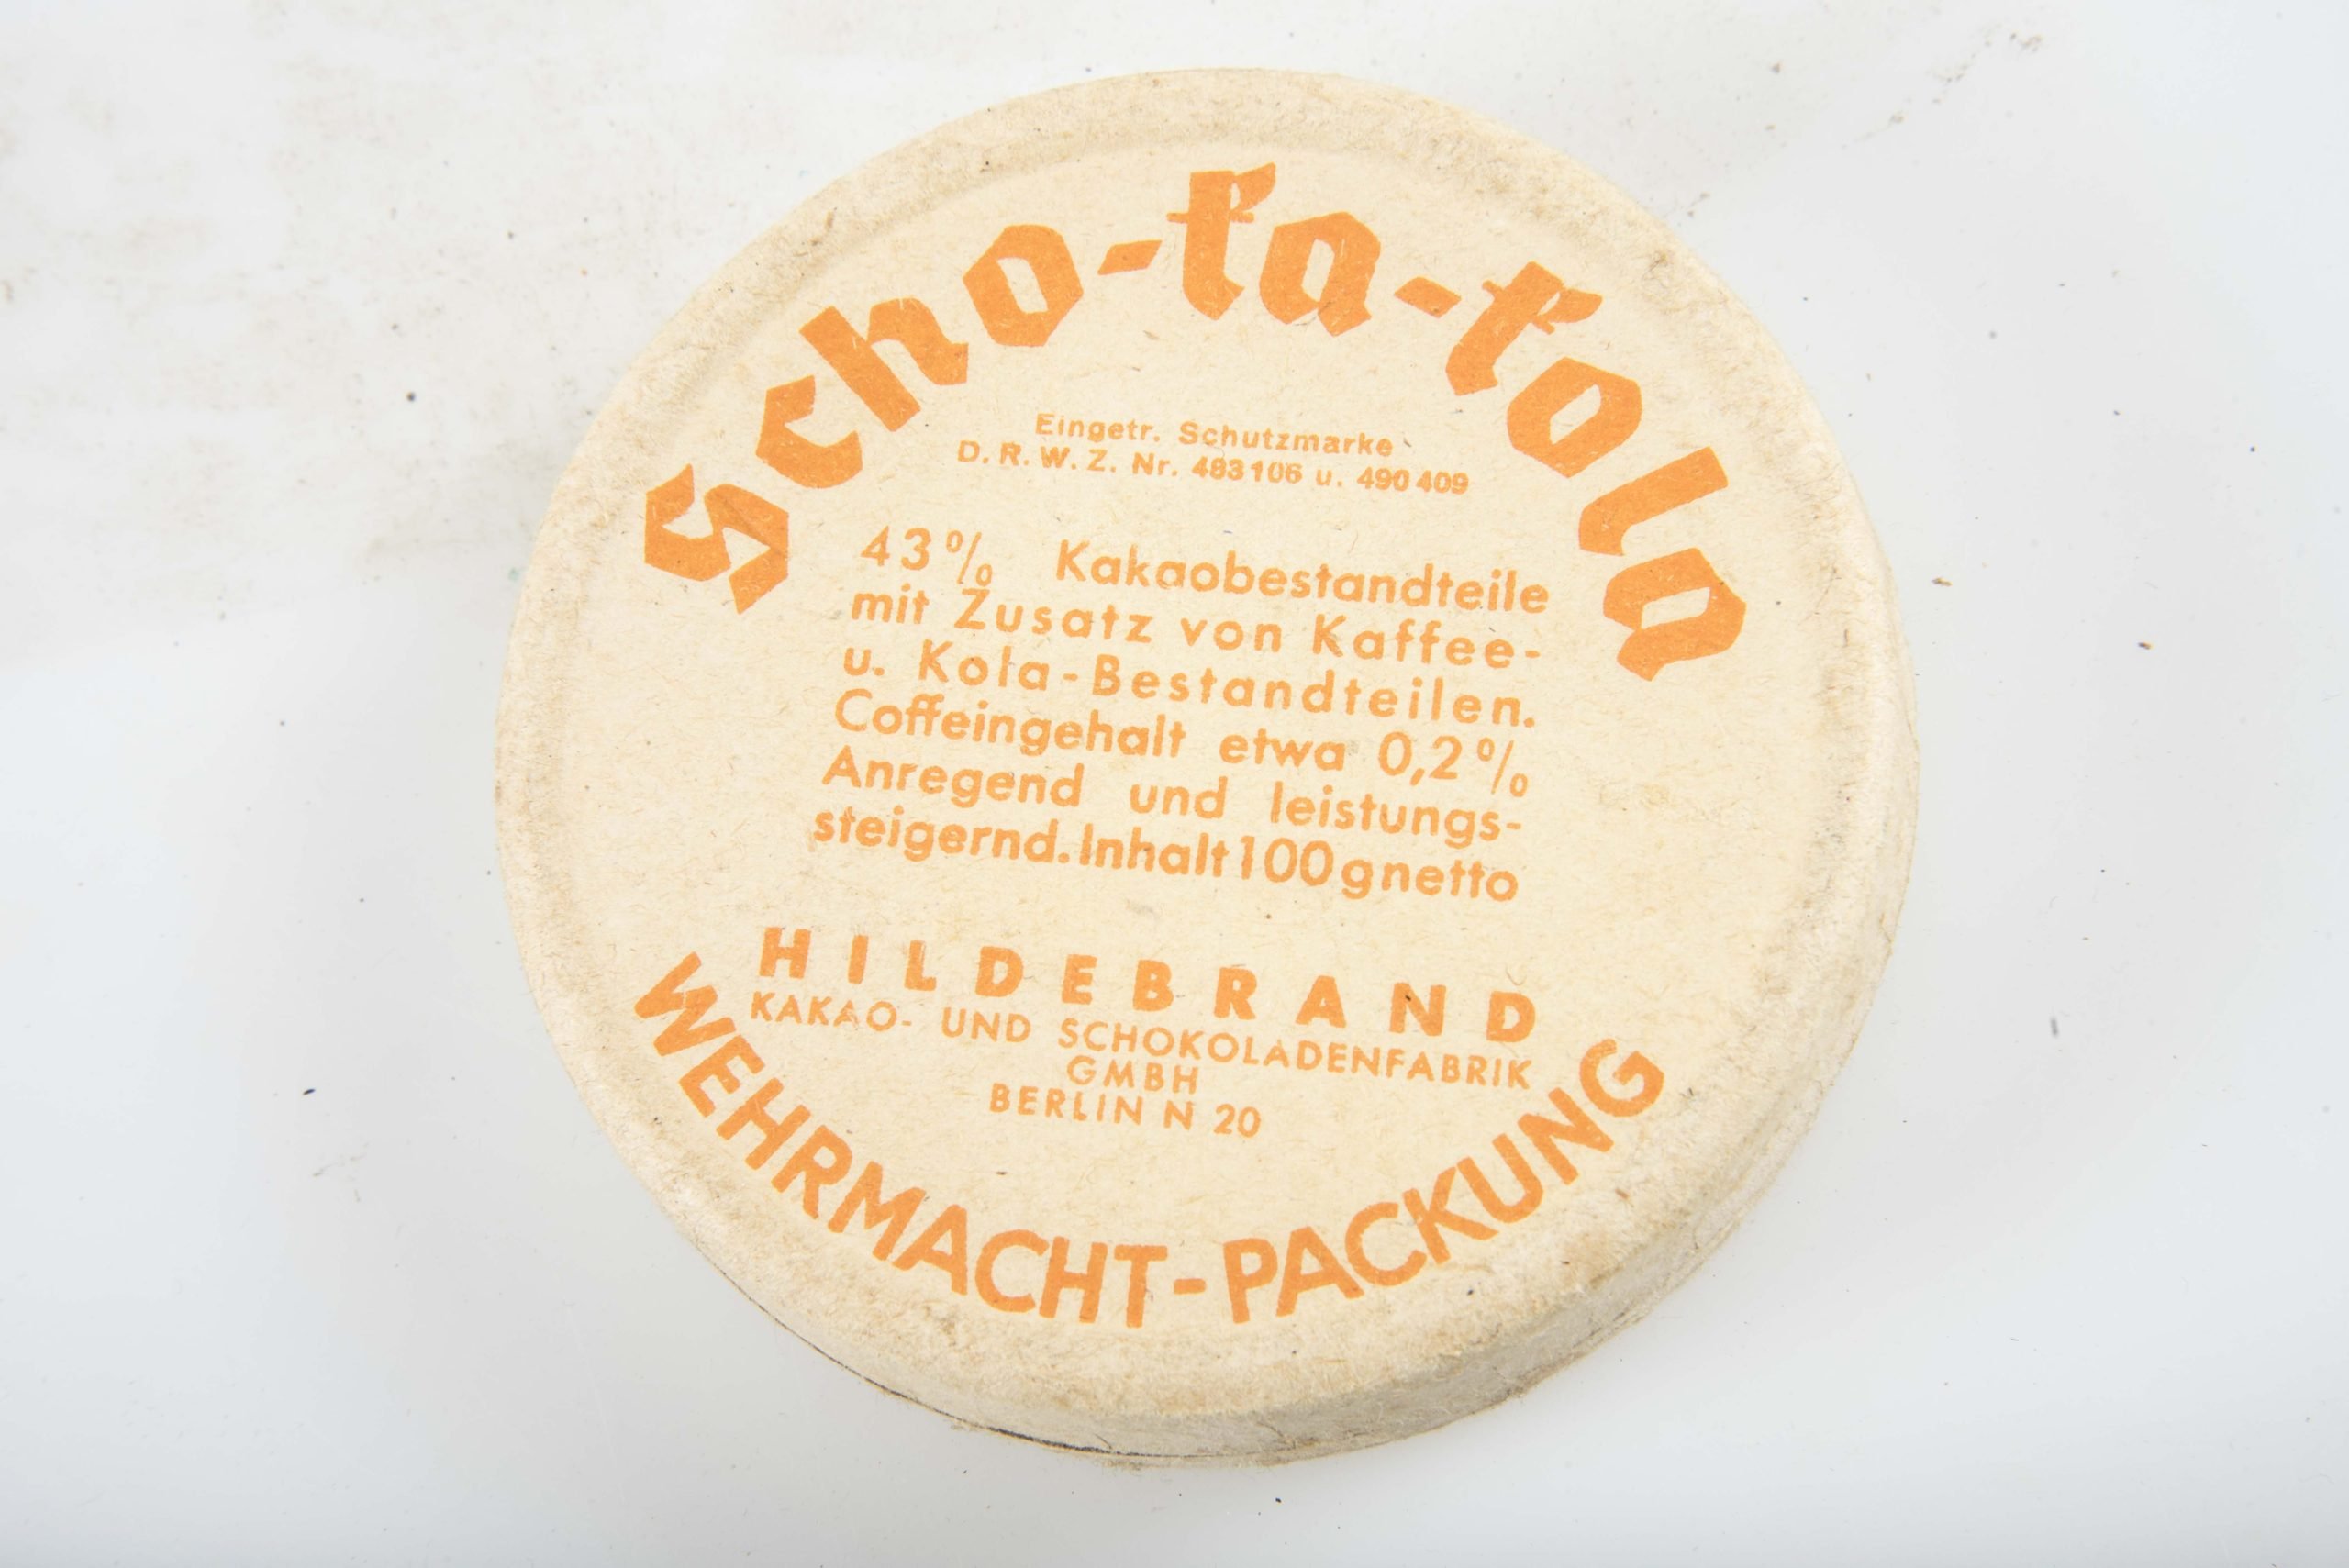 Scho-ka-kola
Eingetr. Schutzmarke
D. R. W. Z. Nr. 483106 u. 490409
43% Kakaobestandteile
mit Zusatz von Kaffee-
u. Kola-Bestandteilen.
Coffeingehalt etwa 0,2%
Anregend und leistungs-
steigernd. Inhalt 100 g netto
HILDEBRAND
KAKAO- UND SCHOKOLADENFABRIK
GMBH
BERLIN N 20
WEHRMACHT-PACKUNG